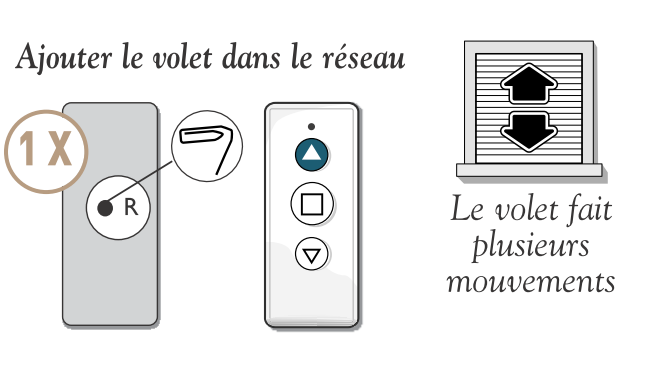 Ajouter le volet dans le réseau
1 X
R
Le volet fait
plusieurs
mouvements